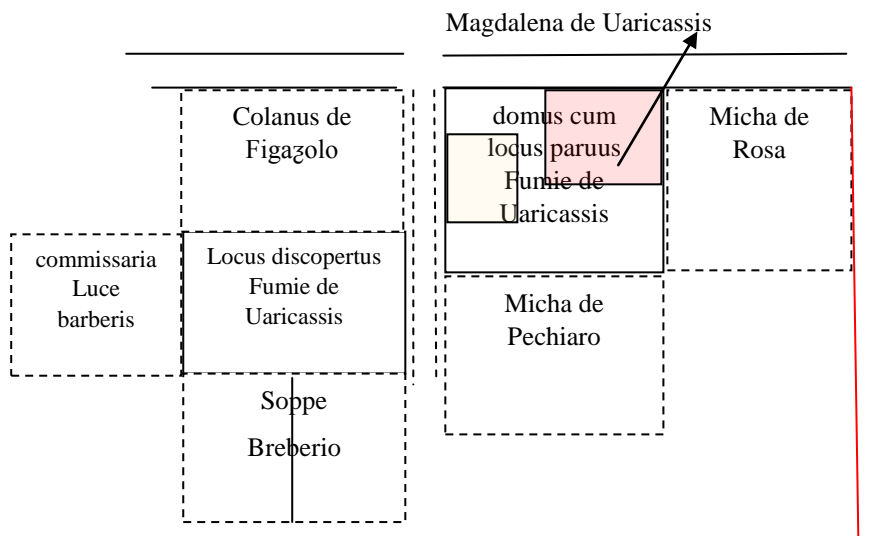 Magdalena de Uaricassis
Colanus de
Figaȝolo
domus cum
locus paruus
Fumie de
Uaricassis
Micha de
Rosa
commissaria
Luce
barberis
Locus discopertus
Fumie de
Uaricassis
Micha de
Pechiaro
Soppe
Breberio